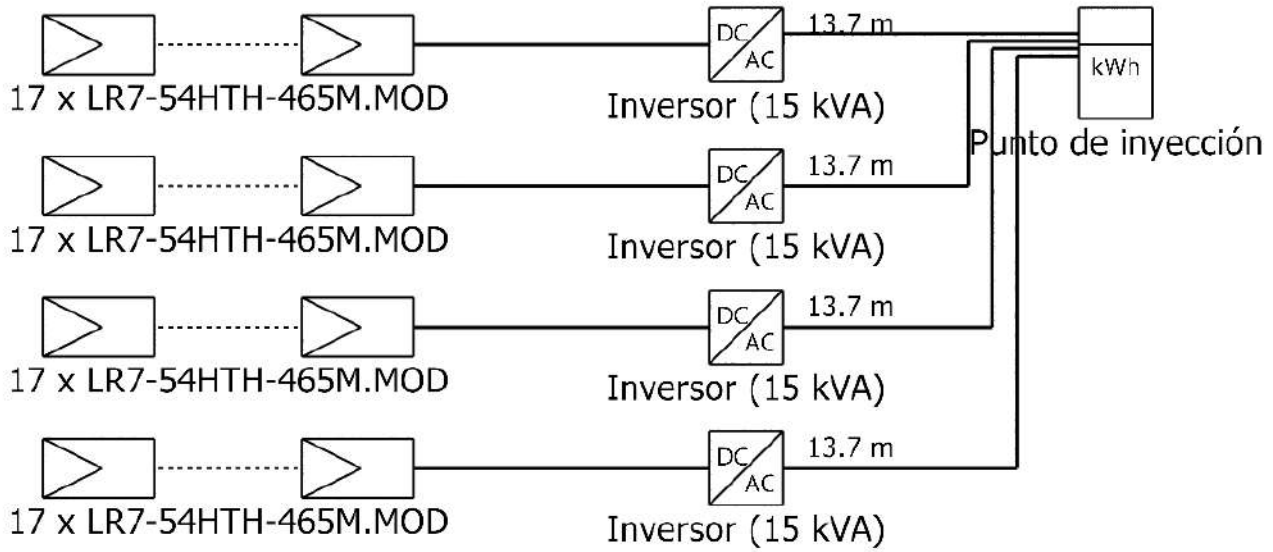 DC
AC
13.7 m
kWh
17 x LR7-54HTH-465M.MOD
Inversor (15 kVA)
Punto de inyección
DC
AC
13.7 m
17 x LR7-54HTH-465M.MOD
Inversor (15 kVA)
DC
AC
13.7 m
17 x LR7-54HTH-465M.MOD
Inversor (15 kVA)
DC
AC
13.7 m
17 x LR7-54HTH-465M.MOD
Inversor (15 kVA)